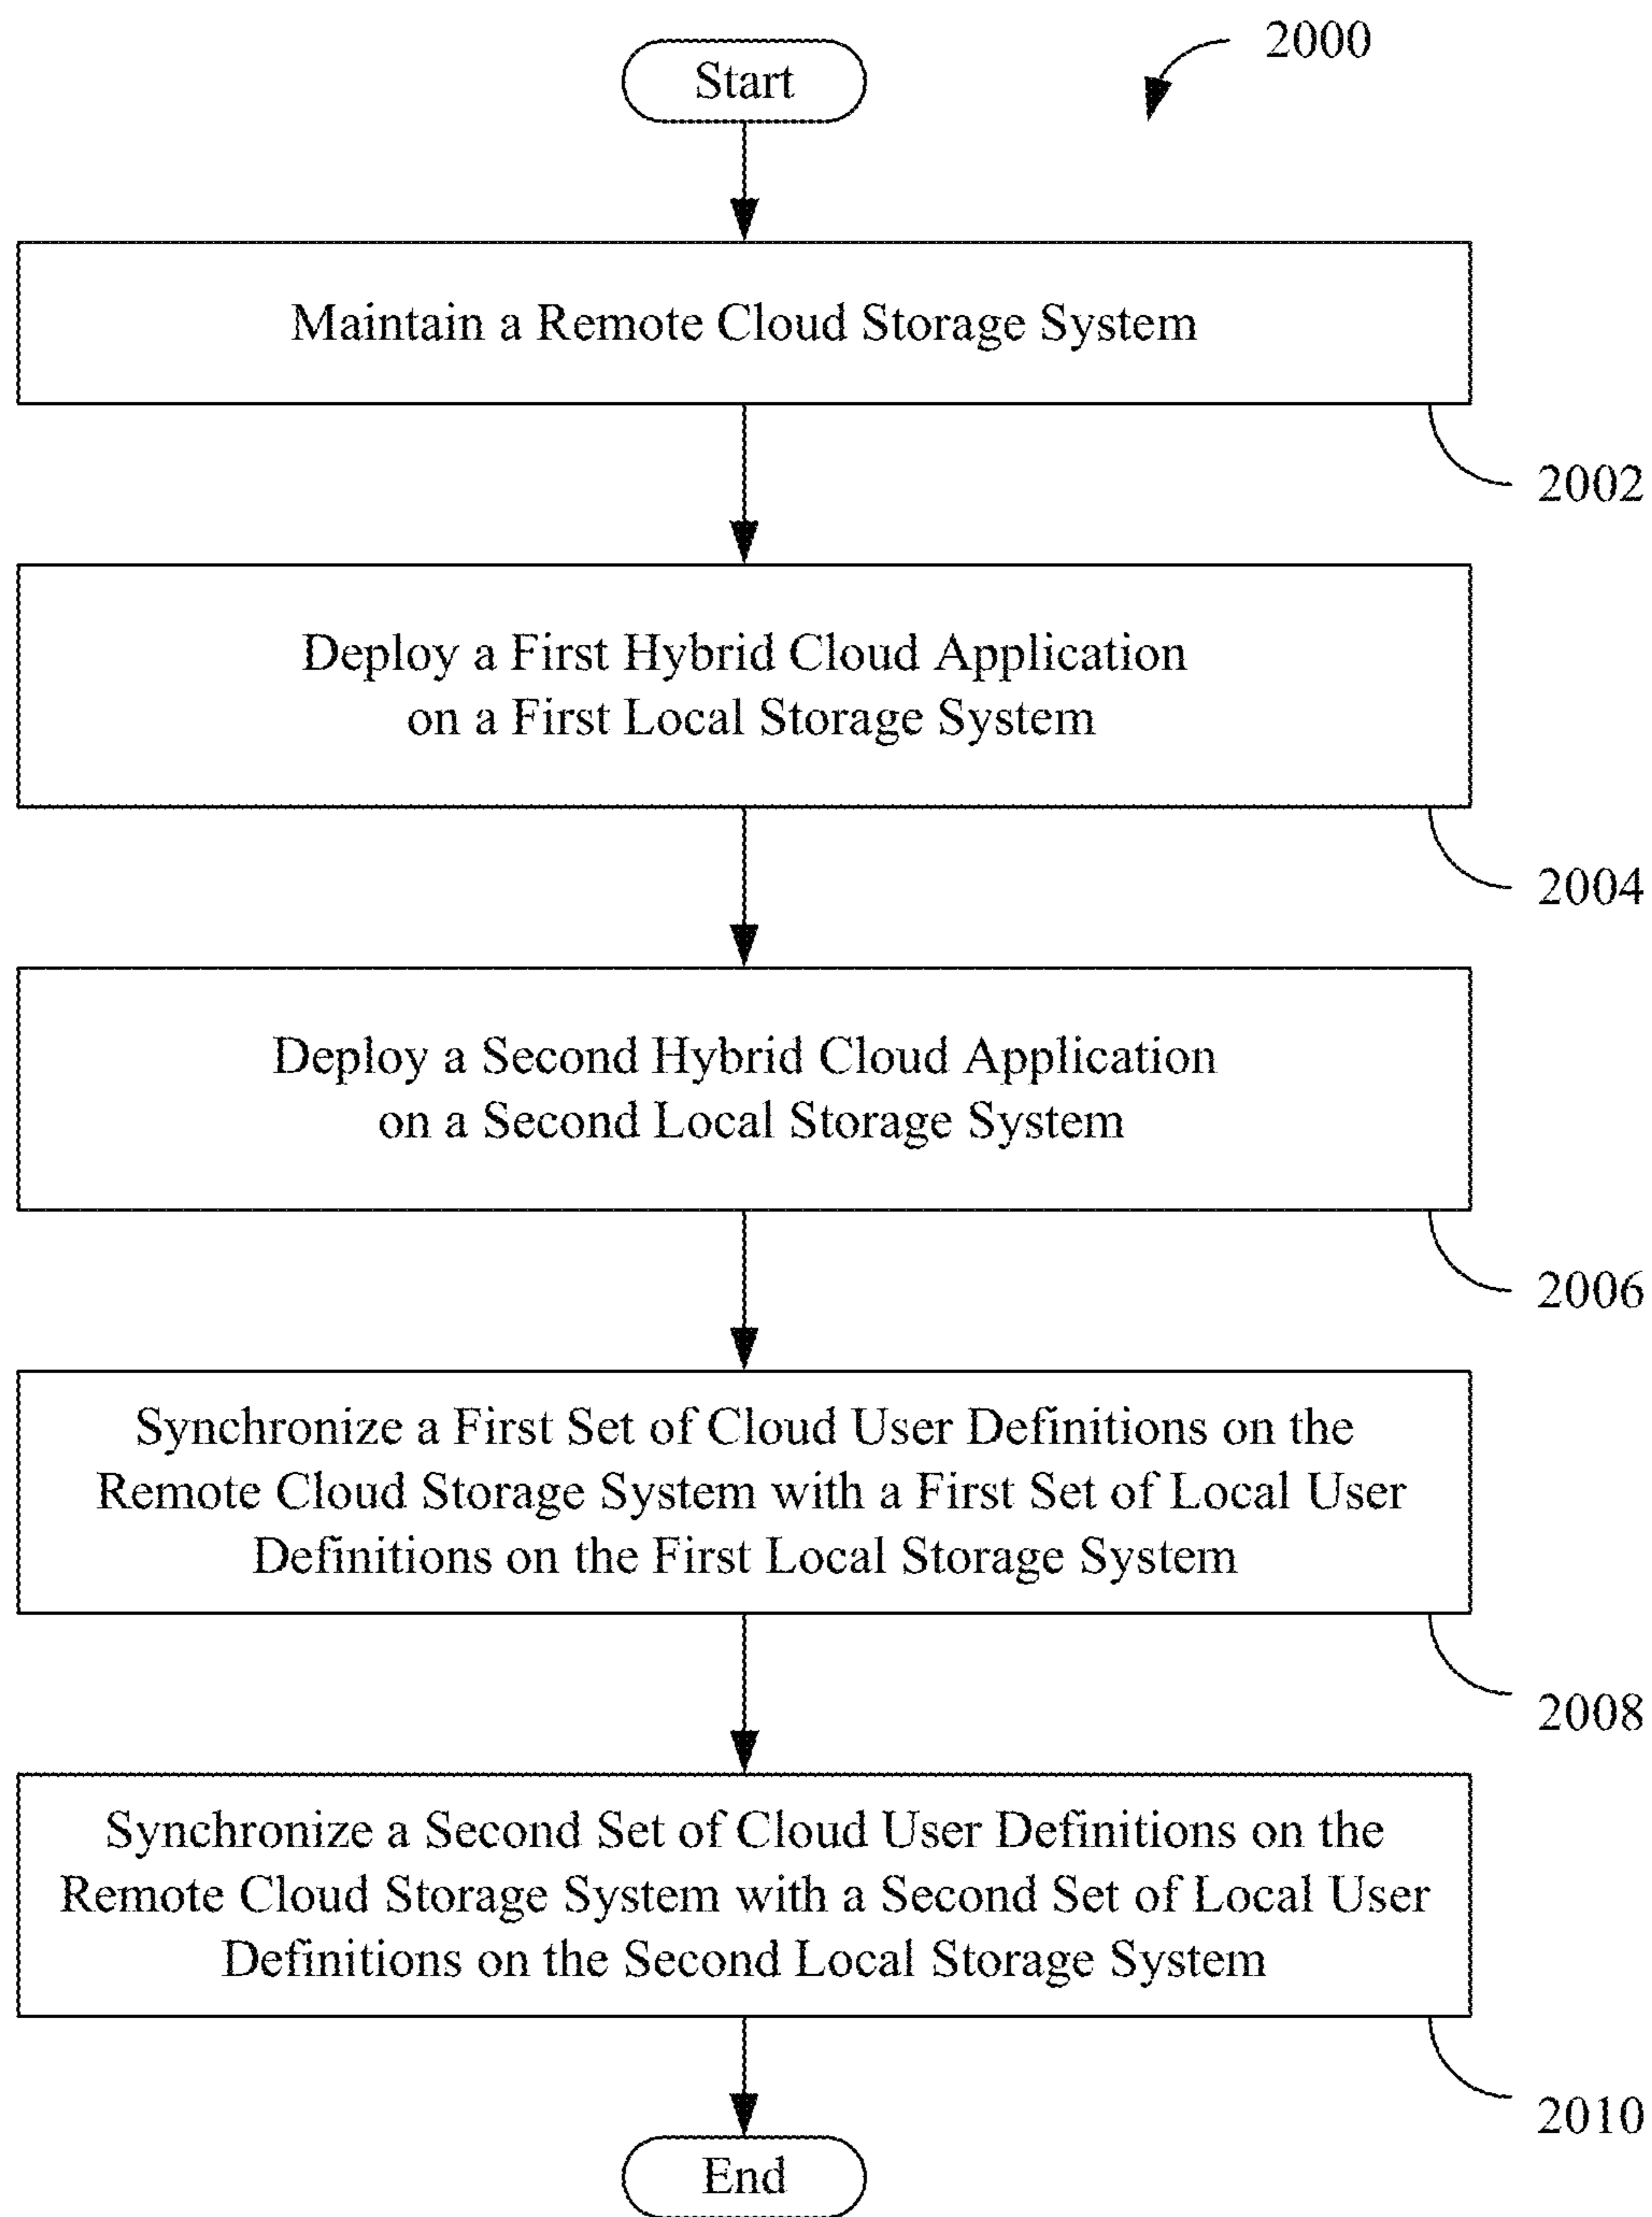 2000
Start
Maintain a Remote Cloud Storage System
2002
Deploy a First Hybrid Cloud Application
on a First Local Storage System
2004
Deploy a Second Hybrid Cloud Application
on a Second Local Storage System
2006
Synchronize a First Set of Cloud User Definitions on the
Remote Cloud Storage System with a First Set of Local User
Definitions on the First Local Storage System
2008
Synchronize a Second Set of Cloud User Definitions on the
Remote Cloud Storage System with a Second Set of Local User
Definitions on the Second Local Storage System
2010
End